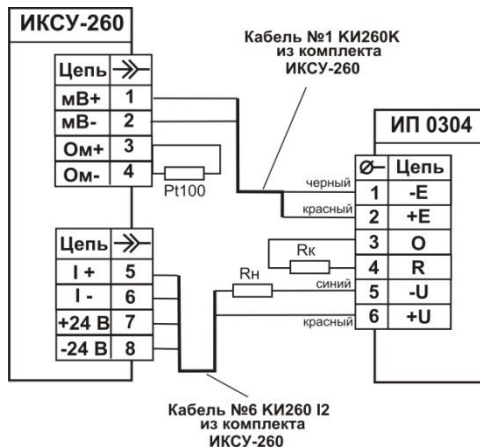 ИКСУ-260
Цепь
мВ+ 1
мВ- 2
Ом+ 3
Ом- 4
Pt100
Цепь
I + 5
I - 6
+24 В 7
-24 В 8
Кабель №1 КИ260К
из комплекта
ИКСУ-260
ИП 0304
Цепь
черный 1 -E
красный 2 +E
3 O
Rк 4 R
Rн синий 5 -U
красный 6 +U
Кабель №6 КИ260 I2
из комплекта
ИКСУ-260